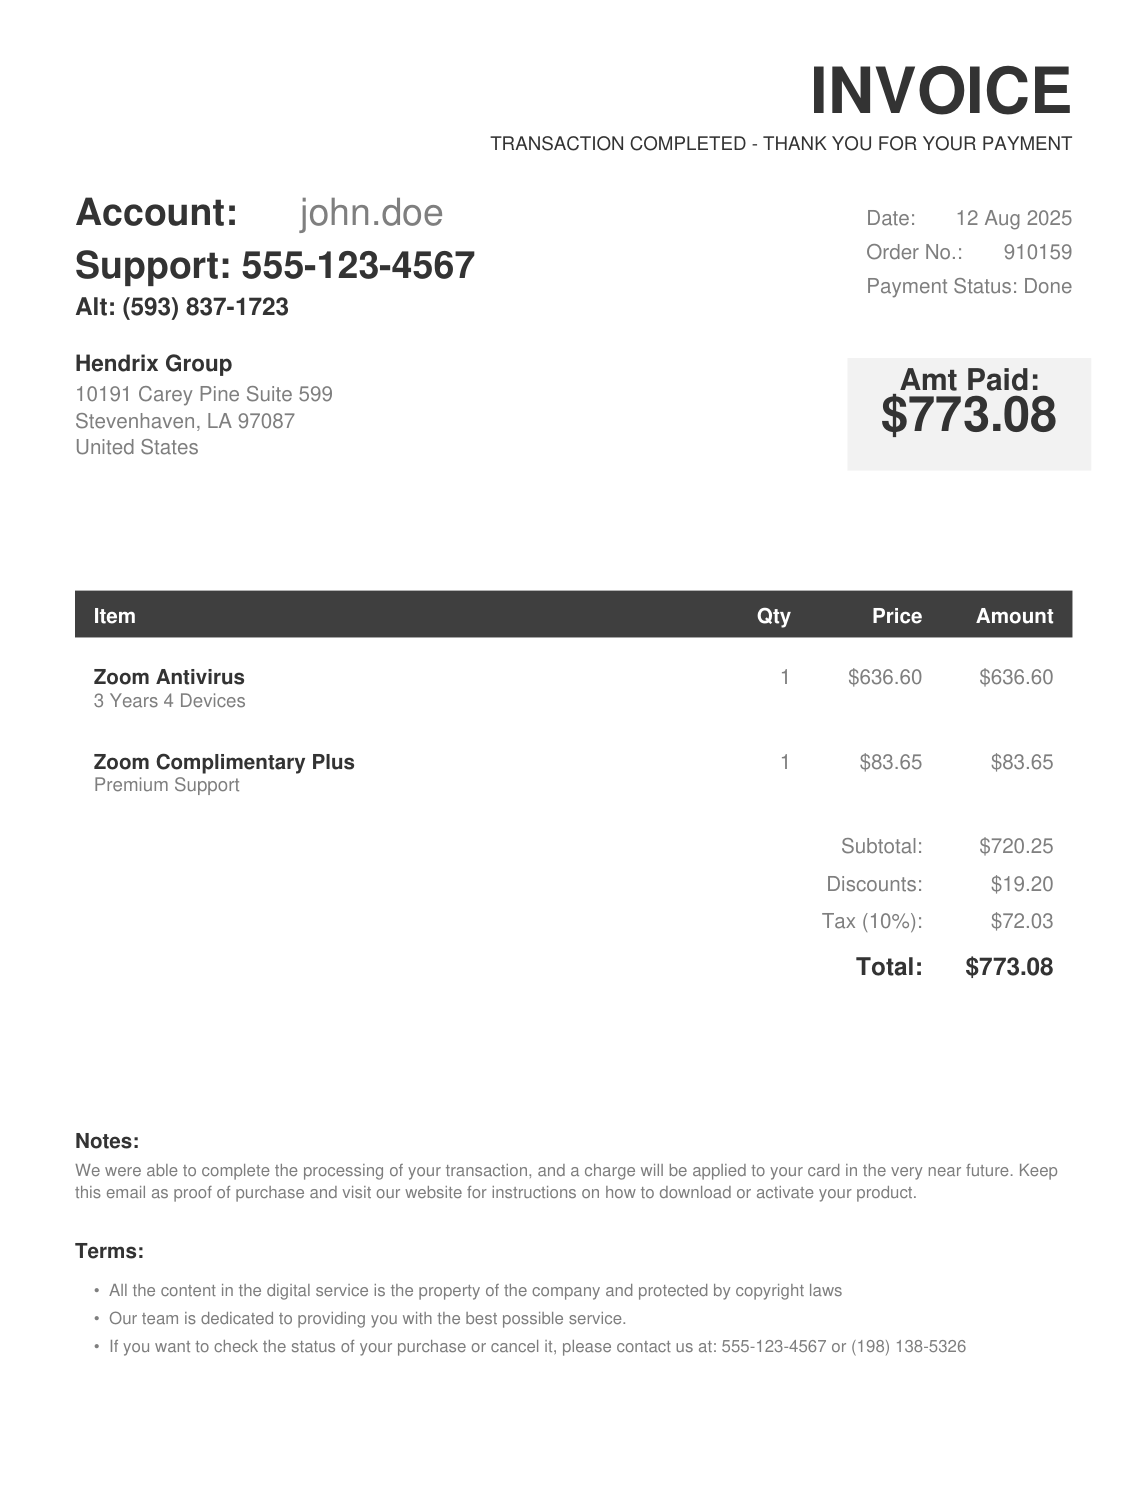 INVOICE
TRANSACTION COMPLETED - THANK YOU FOR YOUR PAYMENT
Account: john.doe
Support: 555-123-4567
Alt: (593) 837-1723
Date: 12 Aug 2025
Order No.: 910159
Payment Status: Done
Hendrix Group
10191 Carey Pine Suite 599
Stevenhaven, LA 97087
United States
Amt Paid:
$773.08
Item Qty Price Amount
Zoom Antivirus 1 $636.60 $636.60
3 Years 4 Devices
Zoom Complimentary Plus 1 $83.65 $83.65
Premium Support
Subtotal: $720.25
Discounts: $19.20
Tax (10%): $72.03
Total: $773.08
Notes:
We were able to complete the processing of your transaction, and a charge will be applied to your card in the very near future. Keep
this email as proof of purchase and visit our website for instructions on how to download or activate your product.
Terms:
• All the content in the digital service is the property of the company and protected by copyright laws
• Our team is dedicated to providing you with the best possible service.
• If you want to check the status of your purchase or cancel it, please contact us at: 555-123-4567 or (198) 138-5326